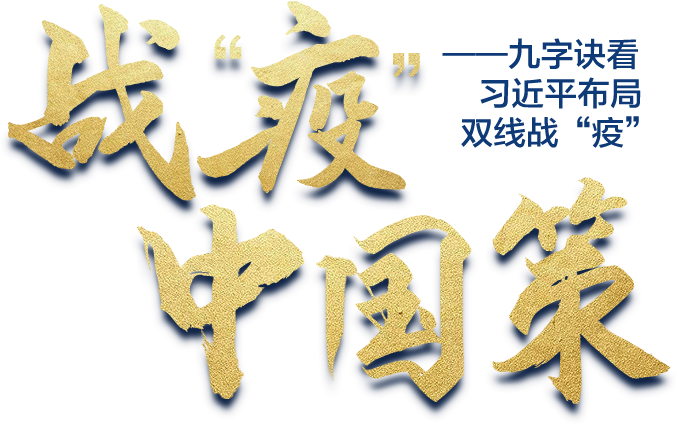 战“疫”
——九字诀看
习近平布局
双线战“疫”
中国策